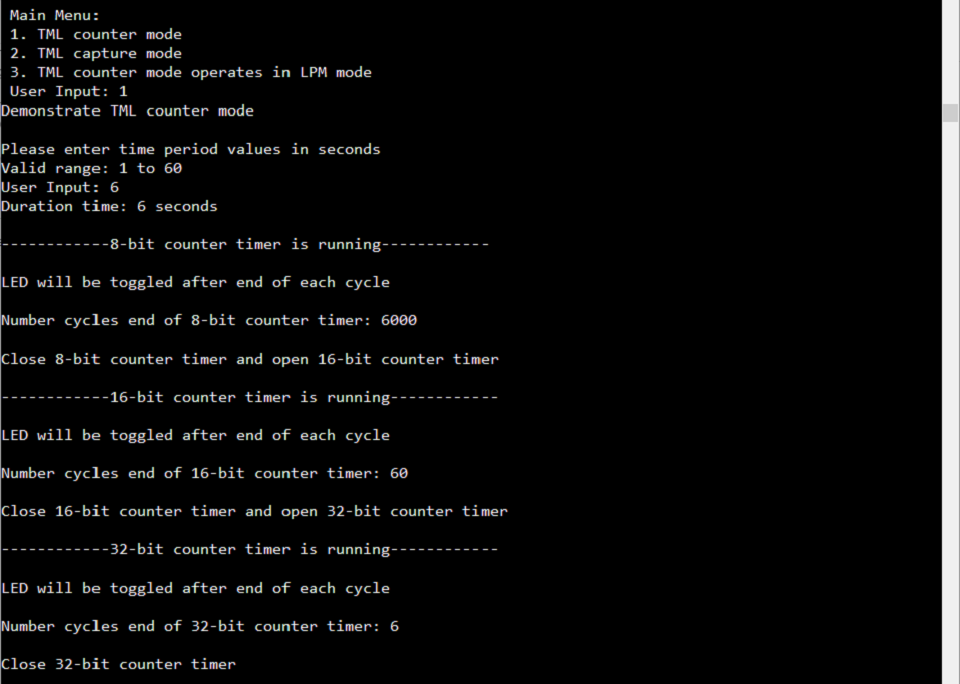 Main Menu:
1. TML counter mode
2. TML capture mode
3. TML counter mode operates in LPM mode
User Input: 1
Demonstrate TML counter mode
Please enter time period values in seconds
Valid range: 1 to 60
User Input: 6
Duration time: 6 seconds
------------8-bit counter timer is running------------
LED will be toggled after end of each cycle
Number cycles end of 8-bit counter timer: 6000
Close 8-bit counter timer and open 16-bit counter timer
------------16-bit counter timer is running------------
LED will be toggled after end of each cycle
Number cycles end of 16-bit counter timer: 60
Close 16-bit counter timer and open 32-bit counter timer
------------32-bit counter timer is running------------
LED will be toggled after end of each cycle
Number cycles end of 32-bit counter timer: 6
Close 32-bit counter timer